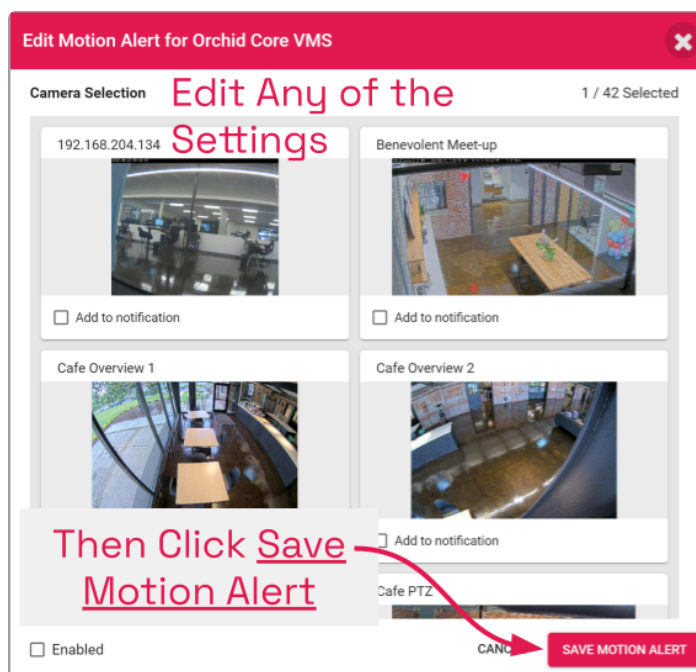 Edit Motion Alert for Orchid Core VMS
Camera Selection
1 / 42 Selected
Edit Any of the
Settings
192.168.204.134
Benevolent Meet-up
Add to notification
Add to notification
Cafe Overview 1
Cafe Overview 2
Then Click Save
Motion Alert
Add to notification
Cafe PTZ
Enabled
SAVE MOTION ALERT